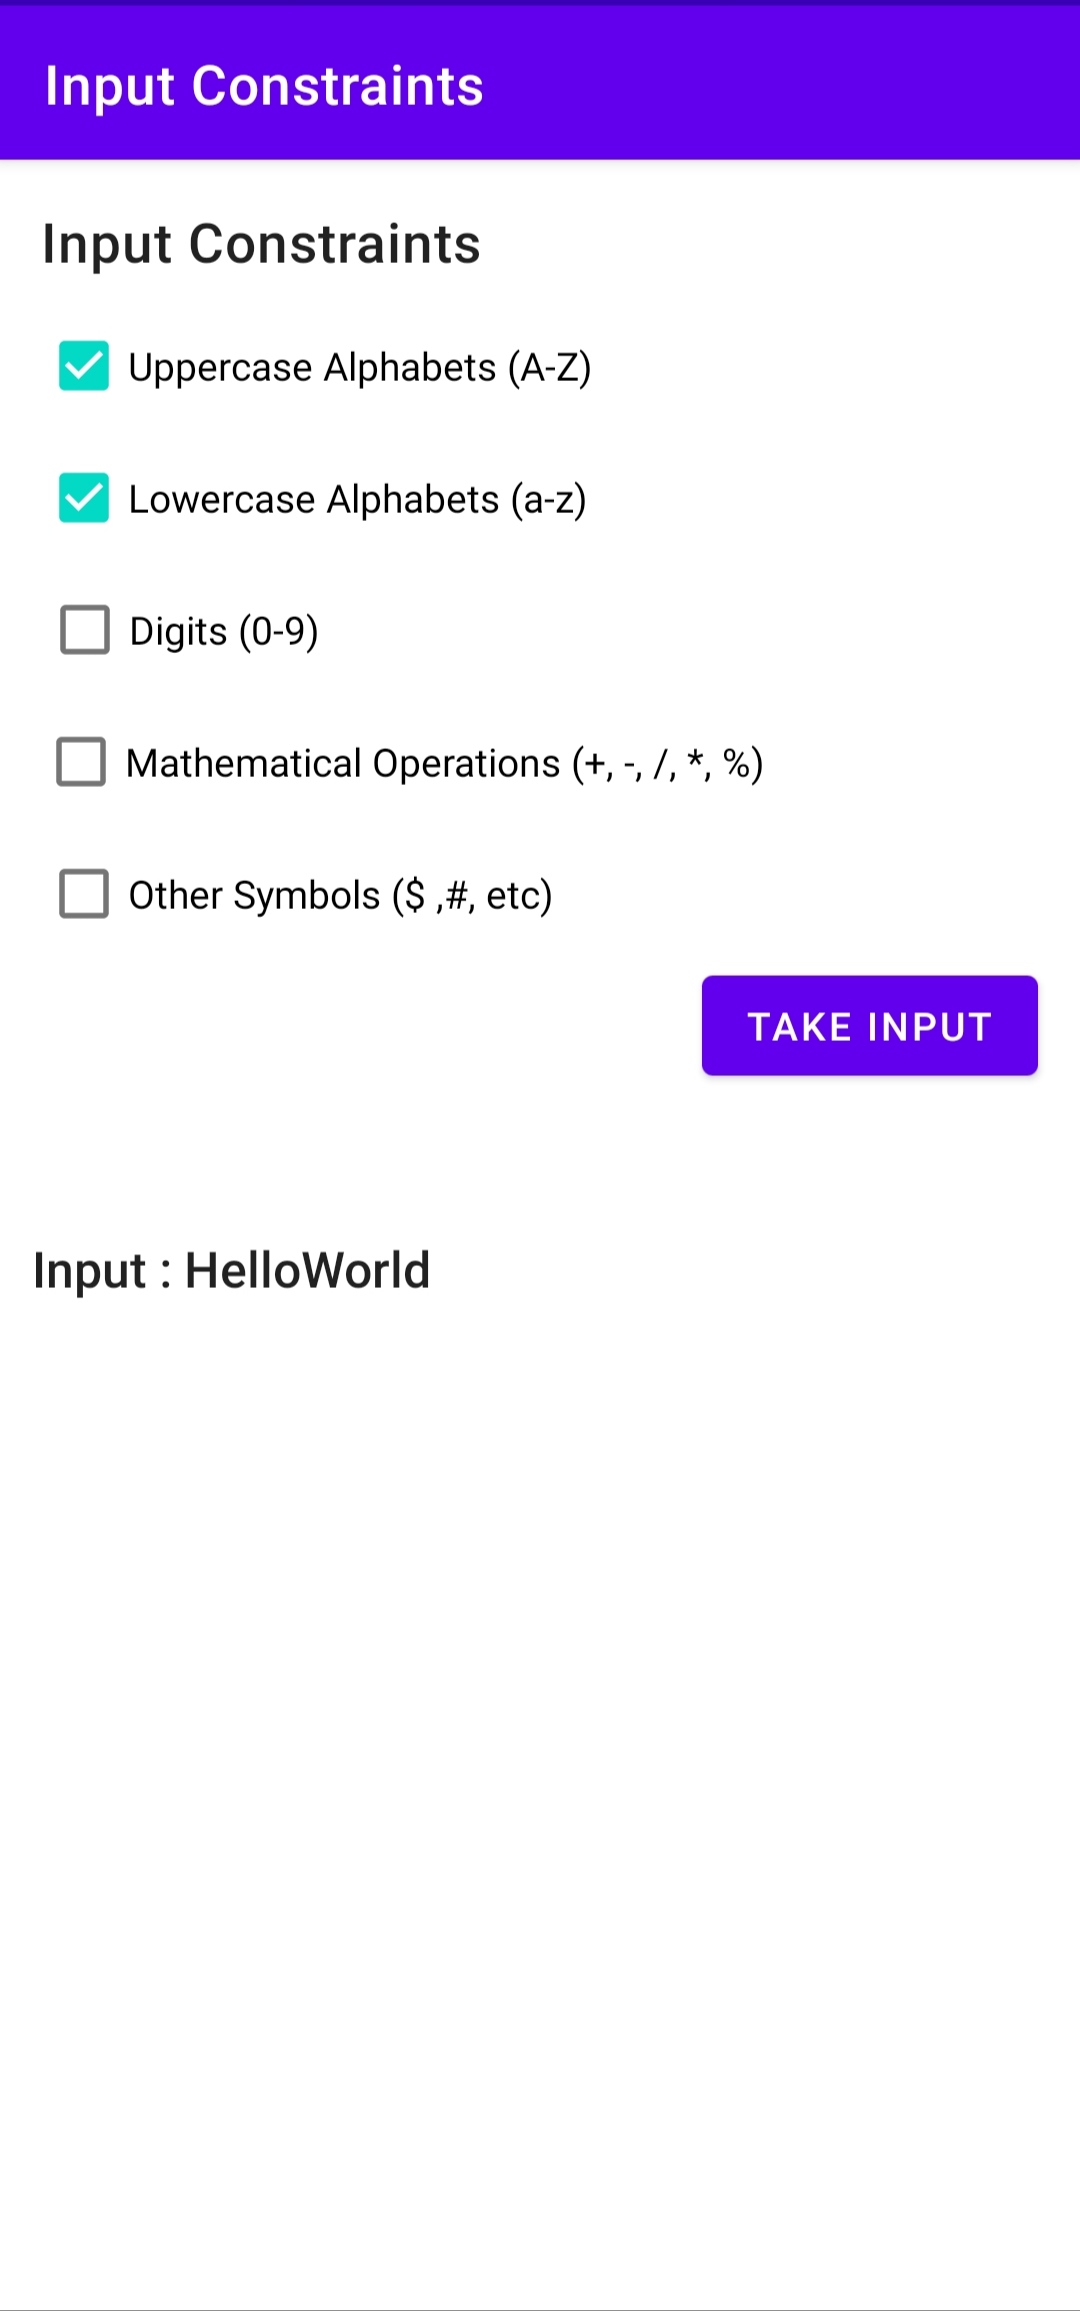 Input Constraints
Input Constraints
Uppercase Alphabets (A-Z)
Lowercase Alphabets (a-z)
Digits (0-9)
Mathematical Operations (+, -, /, *, %)
Other Symbols ($ ,#, etc)
TAKE INPUT
Input : HelloWorld